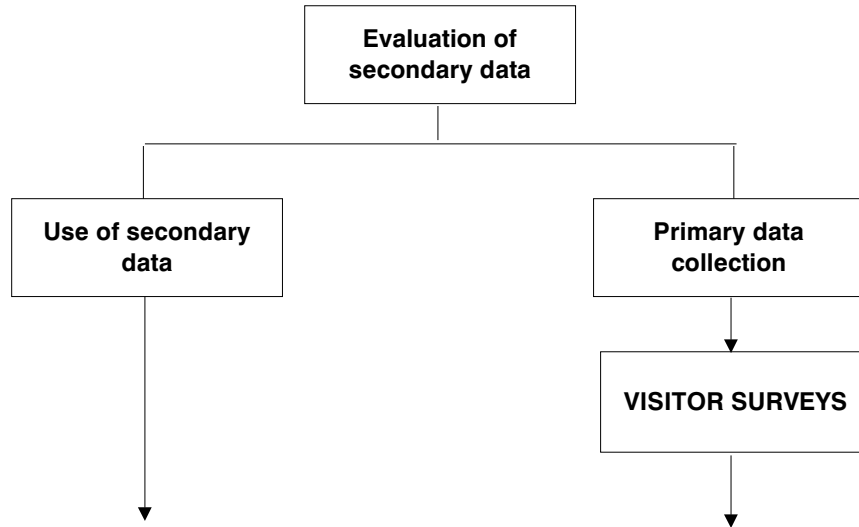 Evaluation of
secondary data
Use of secondary
data
Primary data
collection
VISITOR SURVEYS